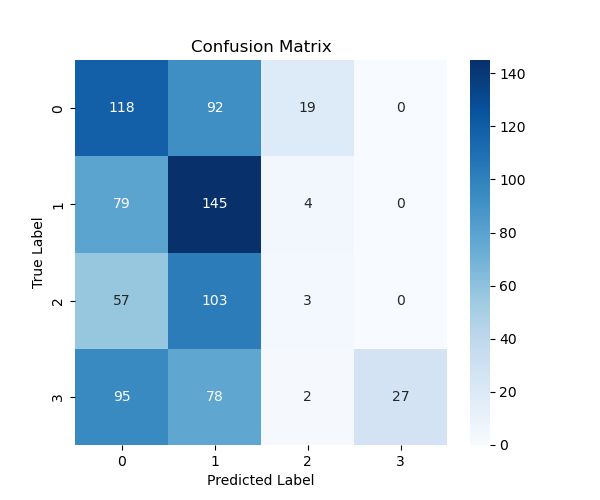 Confusion Matrix
0 118 92 19 0
1 79 145 4 0
2 57 103 3 0
3 95 78 2 27
0 1 2 3
Predicted Label
True Label
140
120
100
80
60
40
20
0